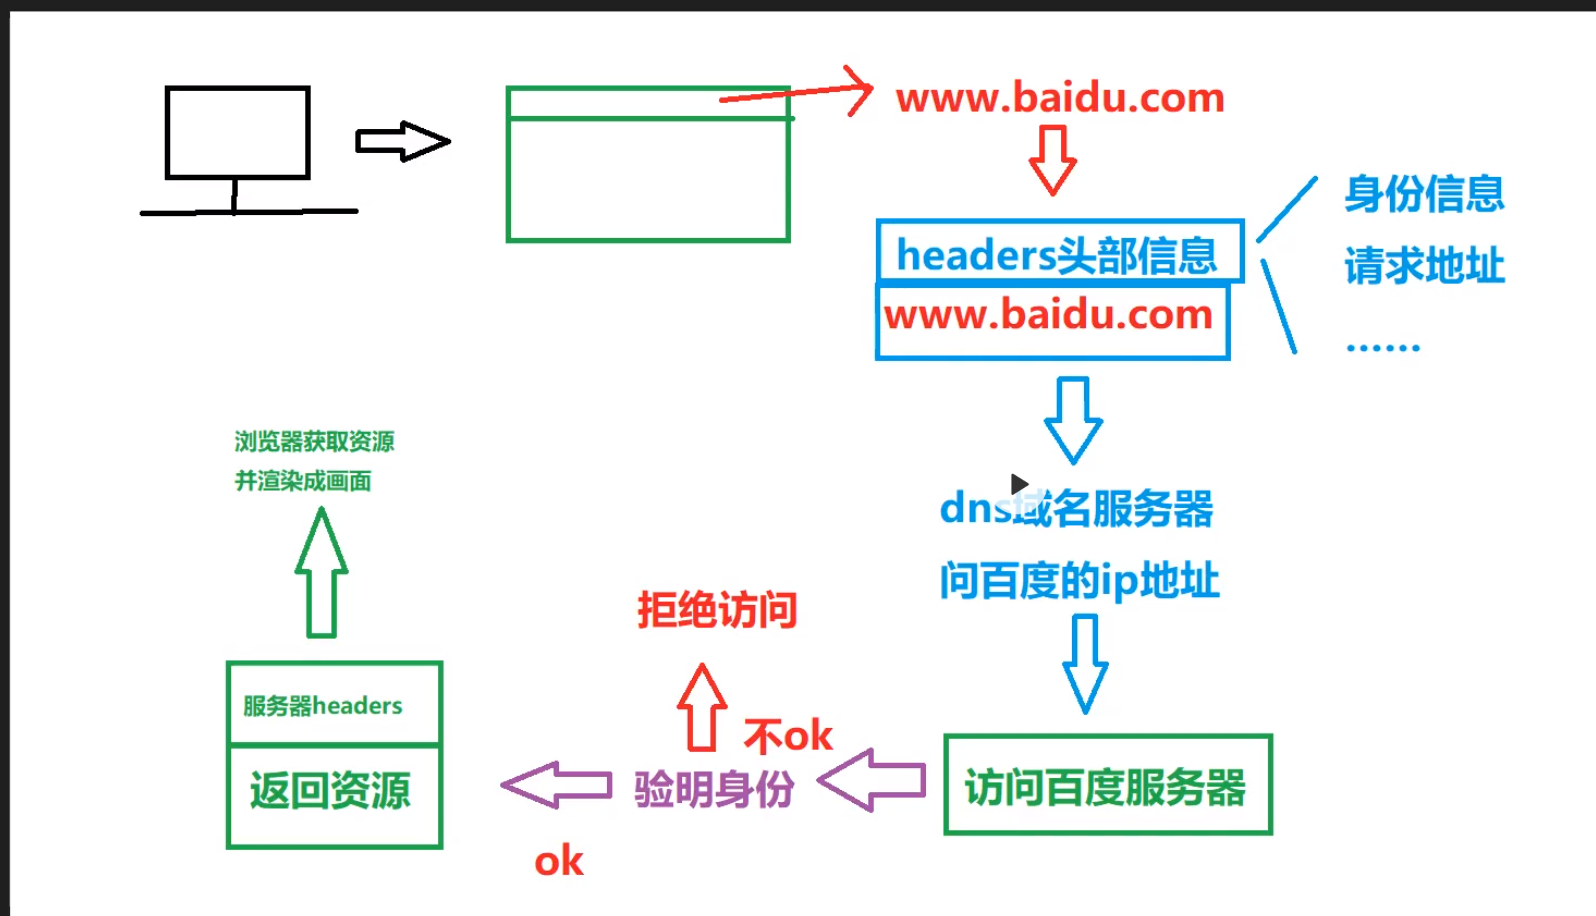 www.baidu.com
headers头部信息
www.baidu.com
身份信息
请求地址
……
dns域名服务器
问百度的ip地址
访问百度服务器
验明身份
不ok
拒绝访问
ok
服务器headers
返回资源
浏览器获取资源
并渲染成画面